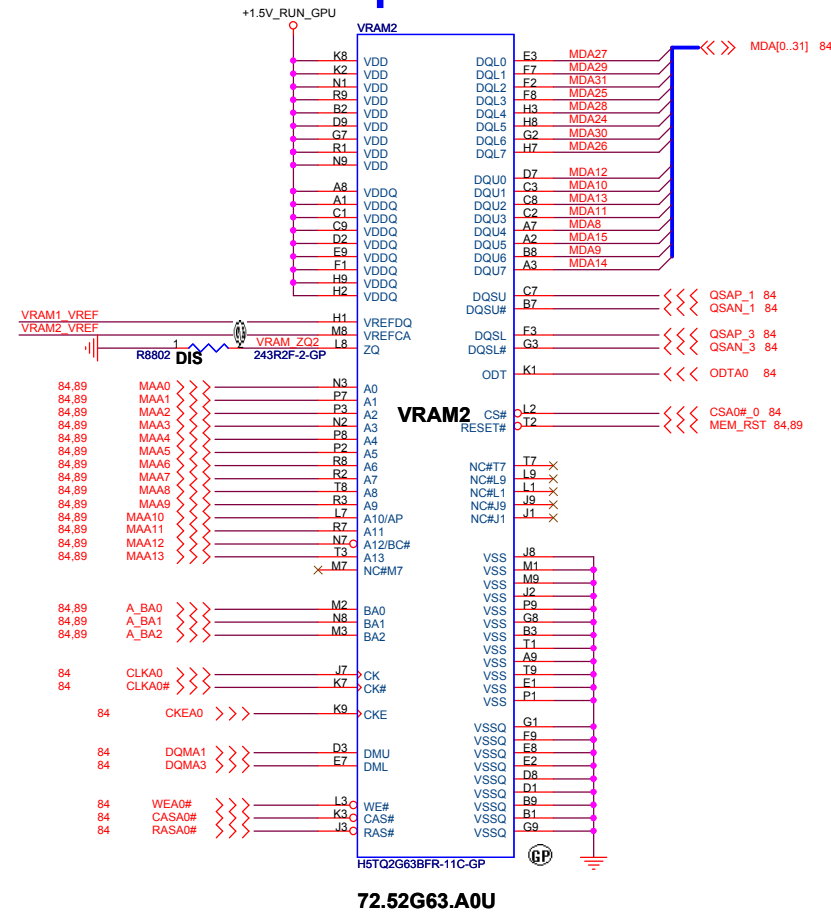 +1.5V_RUN_GPU
VRAM2
K8 VDD DQL0 E3 MDA27 MDA[0..31] 84
K2 VDD DQL1 F7 MDA29
N1 VDD DQL2 F2 MDA31
R9 VDD DQL3 F8 MDA25
B2 VDD DQL4 H3 MDA28
D9 VDD DQL5 H8 MDA24
G7 VDD DQL6 G2 MDA30
R1 VDD DQL7 H7 MDA26
N9 VDD
A8 VDDQ DQU0 D7 MDA12
A1 VDDQ DQU1 C3 MDA10
C1 VDDQ DQU2 C8 MDA13
C9 VDDQ DQU3 C2 MDA11
D2 VDDQ DQU4 A7 MDA8
E9 VDDQ DQU5 A2 MDA15
F1 VDDQ DQU6 B8 MDA9
H9 VDDQ DQU7 A3 MDA14
H2 VDDQ DQSU C7 QSAP_1 84
DQSU# B7 QSAN_1 84
VRAM1_VREF H1 VREFDQ
VRAM2_VREF M8 VREFCA DQSL F3 QSAP_3 84
R8802 1 DIS 2 243R2F-2-GP VRAM_ZQ2 L8 ZQ DQSL# G3 QSAN_3 84
ODT K1 ODTA0 84
84,89 MAA0 N3 A0
84,89 MAA1 P7 A1
84,89 MAA2 P3 A2 VRAM2 CS# L2 CSA0#_0 84
84,89 MAA3 N2 A3 RESET# T2 MEM_RST 84,89
84,89 MAA4 P8 A4
84,89 MAA5 P2 A5
84,89 MAA6 R8 A6 NC#T7 T7
84,89 MAA7 R2 A7 NC#L9 L9
84,89 MAA8 T8 A8 NC#L1 L1
84,89 MAA9 R3 A9 NC#J9 J9
84,89 MAA10 L7 A10/AP NC#J1 J1
84,89 MAA11 R7 A11
84,89 MAA12 N7 A12/BC#
84,89 MAA13 T3 A13 VSS J8
M7 NC#M7 VSS M1
VSS M9
VSS J2
84,89 A_BA0 M2 BA0 VSS P9
84,89 A_BA1 N8 BA1 VSS G8
84,89 A_BA2 M3 BA2 VSS B3
VSS T1
VSS A9
84 CLKA0 J7 CK VSS T9
84 CLKA0# K7 CK# VSS E1
VSS P1
84 CKEA0 K9 CKE
VSSQ G1
VSSQ F9
84 DQMA1 D3 DMU VSSQ E8
84 DQMA3 E7 DML VSSQ E2
VSSQ D8
VSSQ D1
84 WEA0# L3 WE# VSSQ B9
84 CASA0# K3 CAS# VSSQ B1
84 RASA0# J3 RAS# VSSQ G9
H5TQ2G63BFR-11C-GP GP
72.52G63.A0U